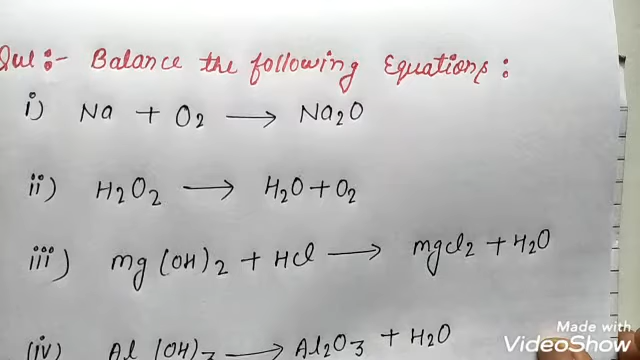 Que:- Balance the following Equations:
i) Na + O2 ⟶ Na2O
ii) H2O2 ⟶ H2O + O2
iii) mg(OH)2 + HCl ⟶ mgcl2 + H2O
(iv) Al(OH)3 ⟶ Al2O3 + H2O
Made with
VideoShow